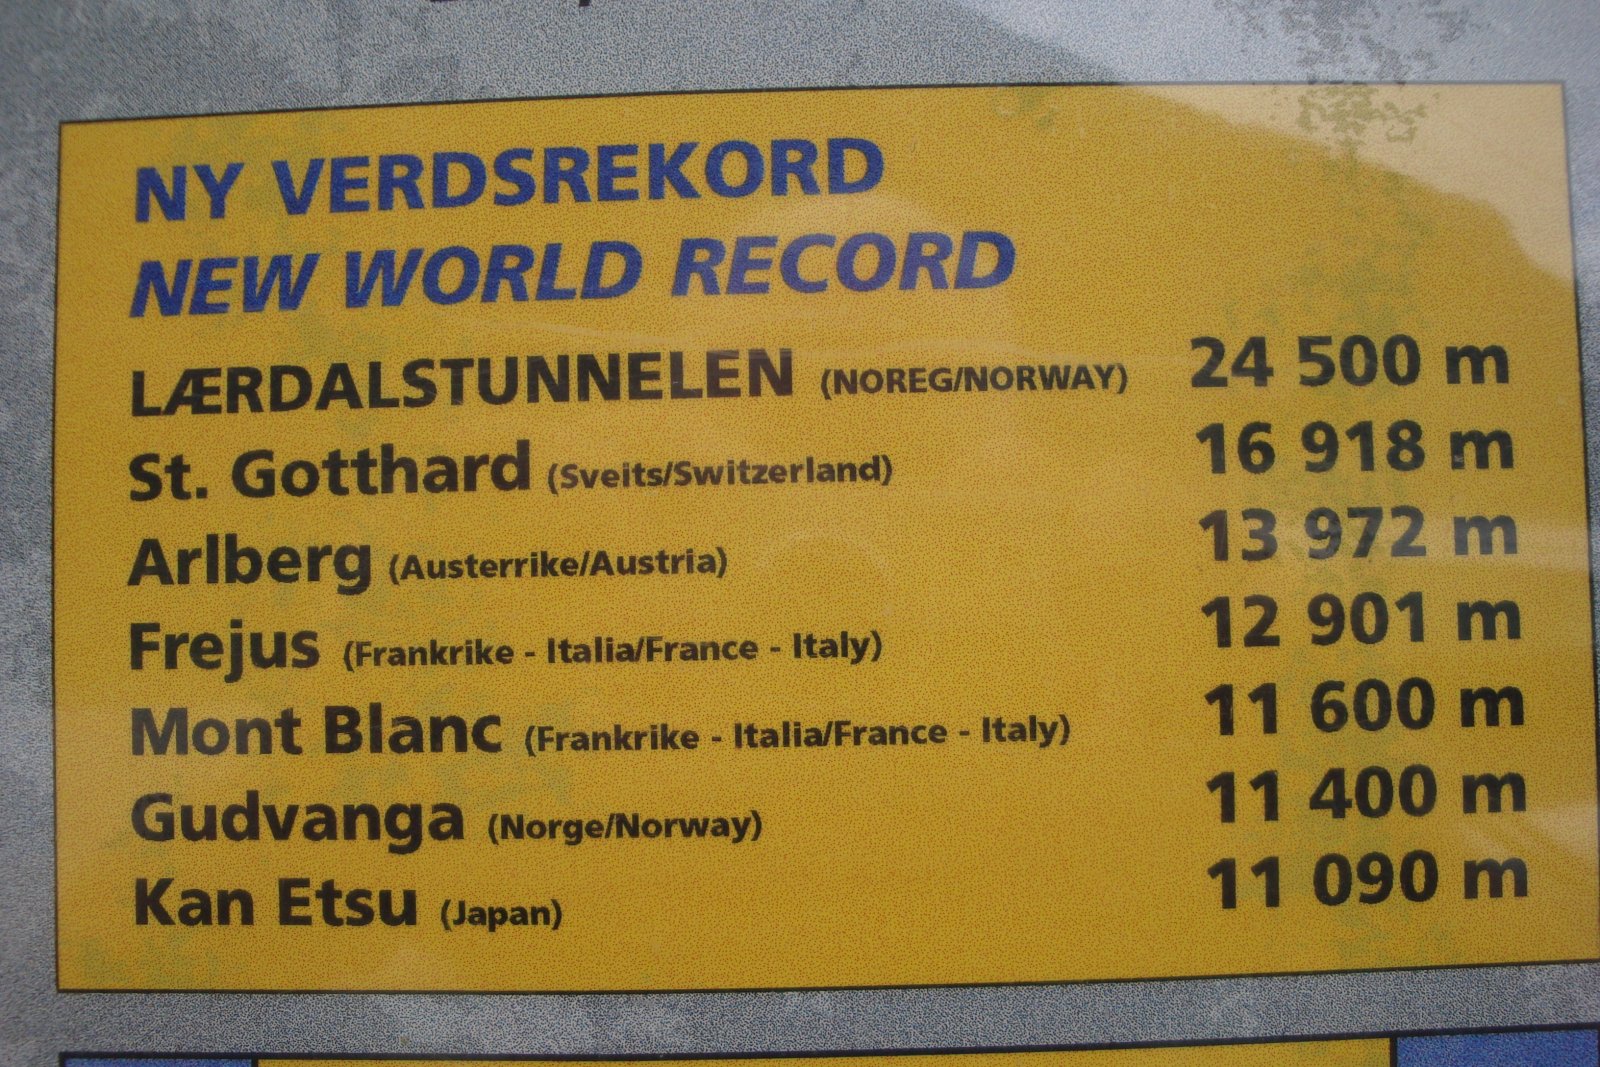 NY VERDSREKORD
NEW WORLD RECORD
LÆRDALSTUNNELEN (NOREG/NORWAY) 24 500 m
St. Gotthard (Sveits/Switzerland) 16 918 m
Arlberg (Austerrike/Austria) 13 972 m
Frejus (Frankrike - Italia/France - Italy) 12 901 m
Mont Blanc (Frankrike - Italia/France - Italy) 11 600 m
Gudvanga (Norge/Norway) 11 400 m
Kan Etsu (Japan) 11 090 m